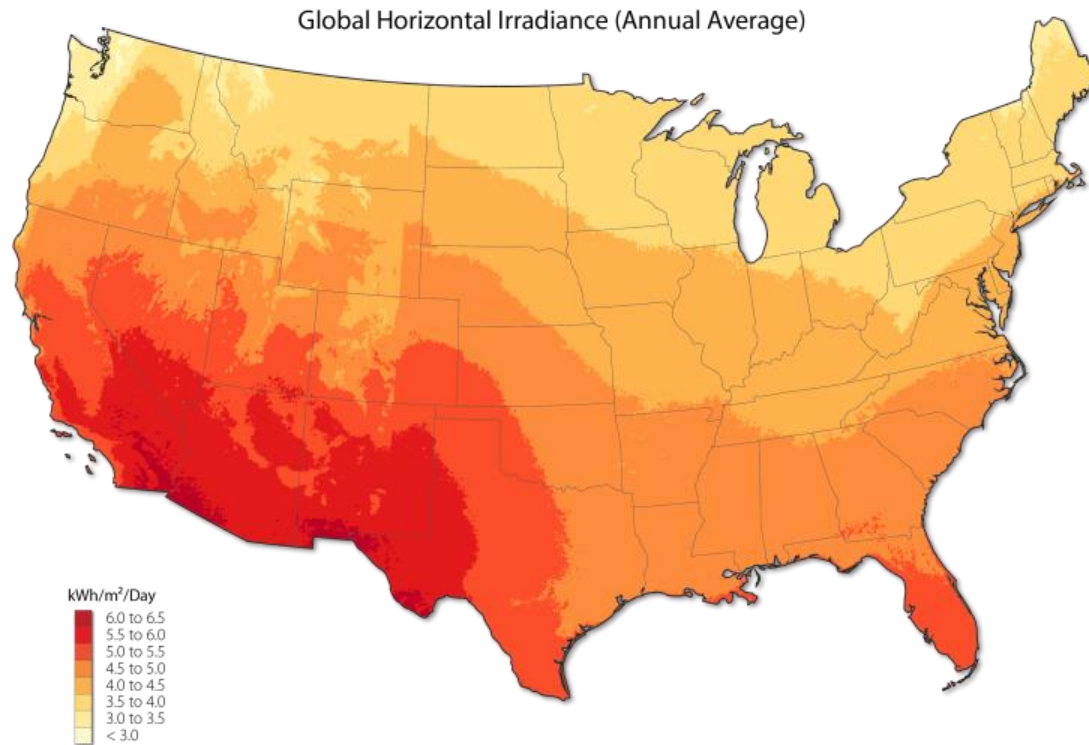 Global Horizontal Irradiance (Annual Average)
kWh/m²/Day
6.0 to 6.5
5.5 to 6.0
5.0 to 5.5
4.5 to 5.0
4.0 to 4.5
3.5 to 4.0
3.0 to 3.5
< 3.0